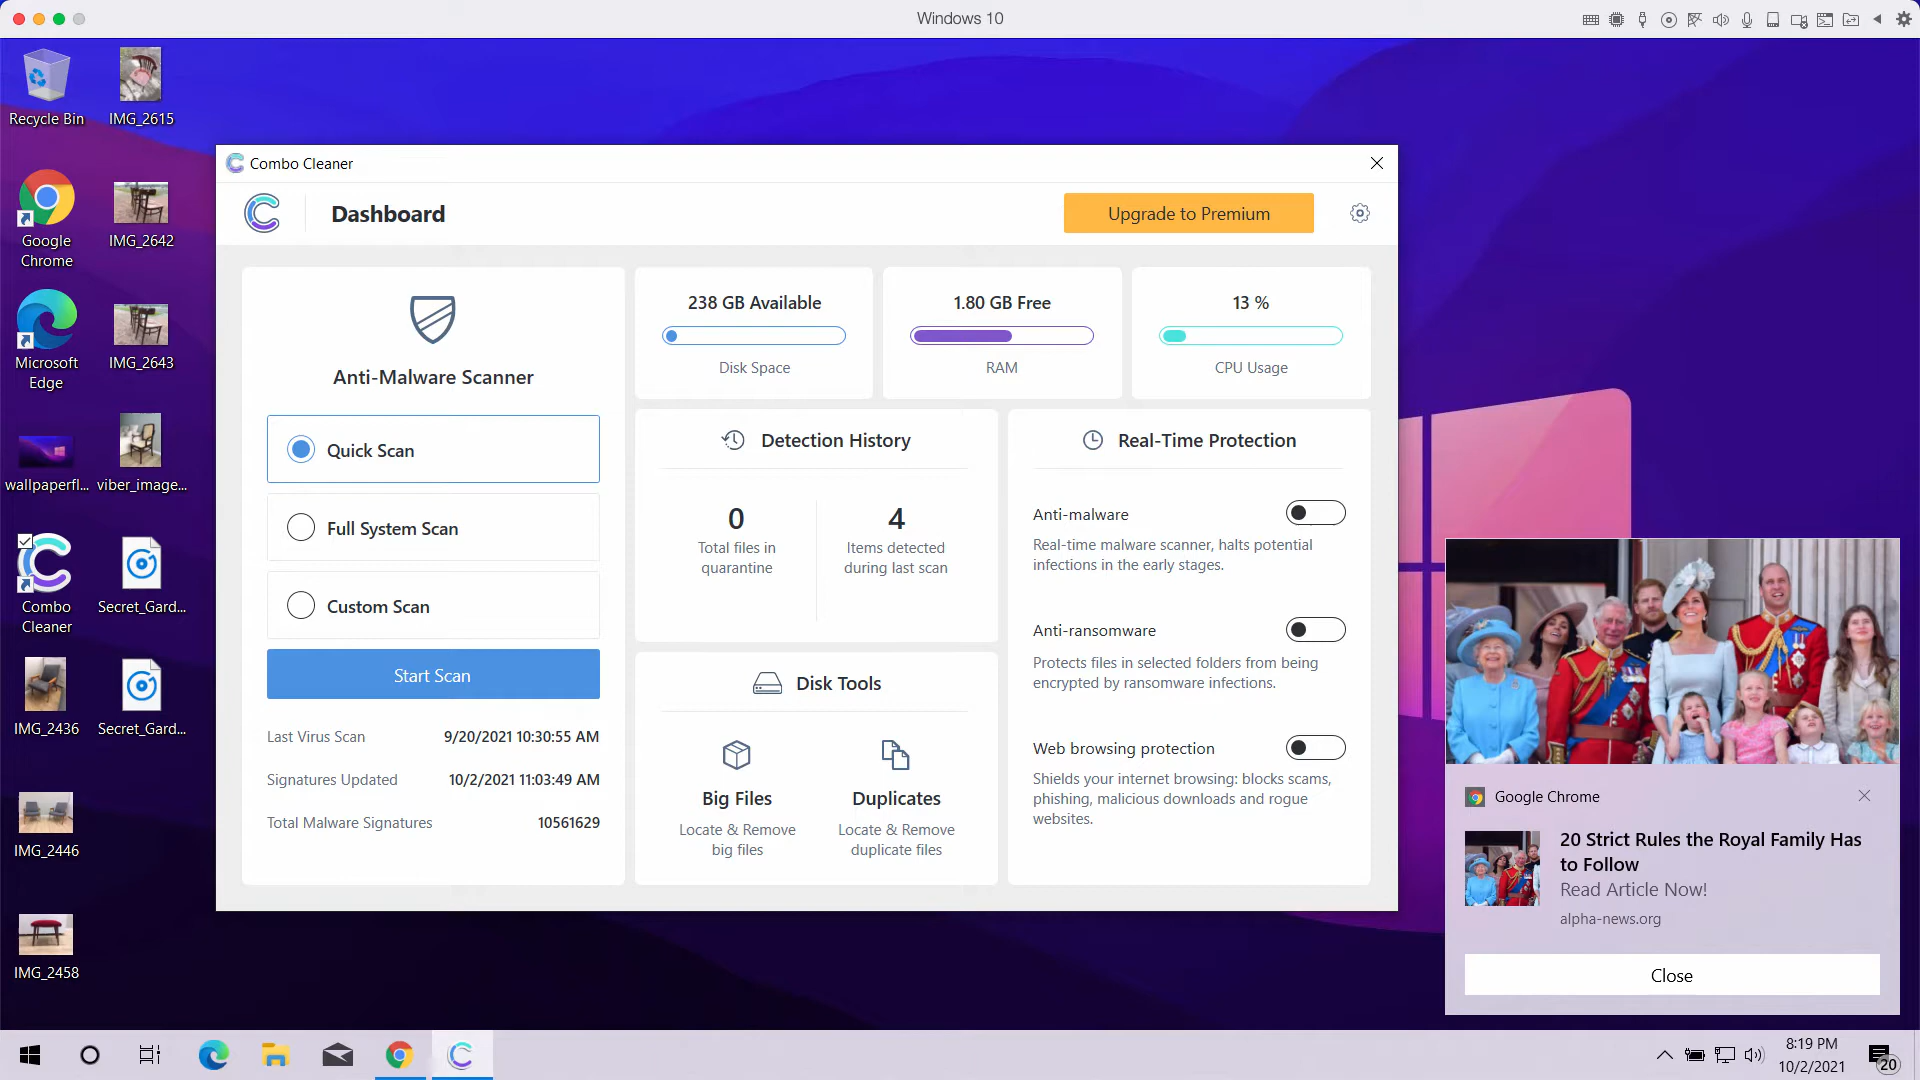 Windows 10
Recycle Bin
IMG_2615
Google
Chrome
IMG_2642
Microsoft
Edge
IMG_2643
wallpaperfl...
viber_image...
Combo
Cleaner
Secret_Gard...
IMG_2436
Secret_Gard...
IMG_2446
IMG_2458
Combo Cleaner
Dashboard
Upgrade to Premium
Anti-Malware Scanner
Quick Scan
Full System Scan
Custom Scan
Start Scan
Last Virus Scan 9/20/2021 10:30:55 AM
Signatures Updated 10/2/2021 11:03:49 AM
Total Malware Signatures 10561629
238 GB Available
Disk Space
1.80 GB Free
RAM
13 %
CPU Usage
Detection History
0
Total files in
quarantine
4
Items detected
during last scan
Disk Tools
Big Files
Locate & Remove
big files
Duplicates
Locate & Remove
duplicate files
Real-Time Protection
Anti-malware
Real-time malware scanner, halts potential
infections in the early stages.
Anti-ransomware
Protects files in selected folders from being
encrypted by ransomware infections.
Web browsing protection
Shields your internet browsing: blocks scams,
phishing, malicious downloads and rogue
websites.
Google Chrome
20 Strict Rules the Royal Family Has
to Follow
Read Article Now!
alpha-news.org
Close
8:19 PM
10/2/2021
20